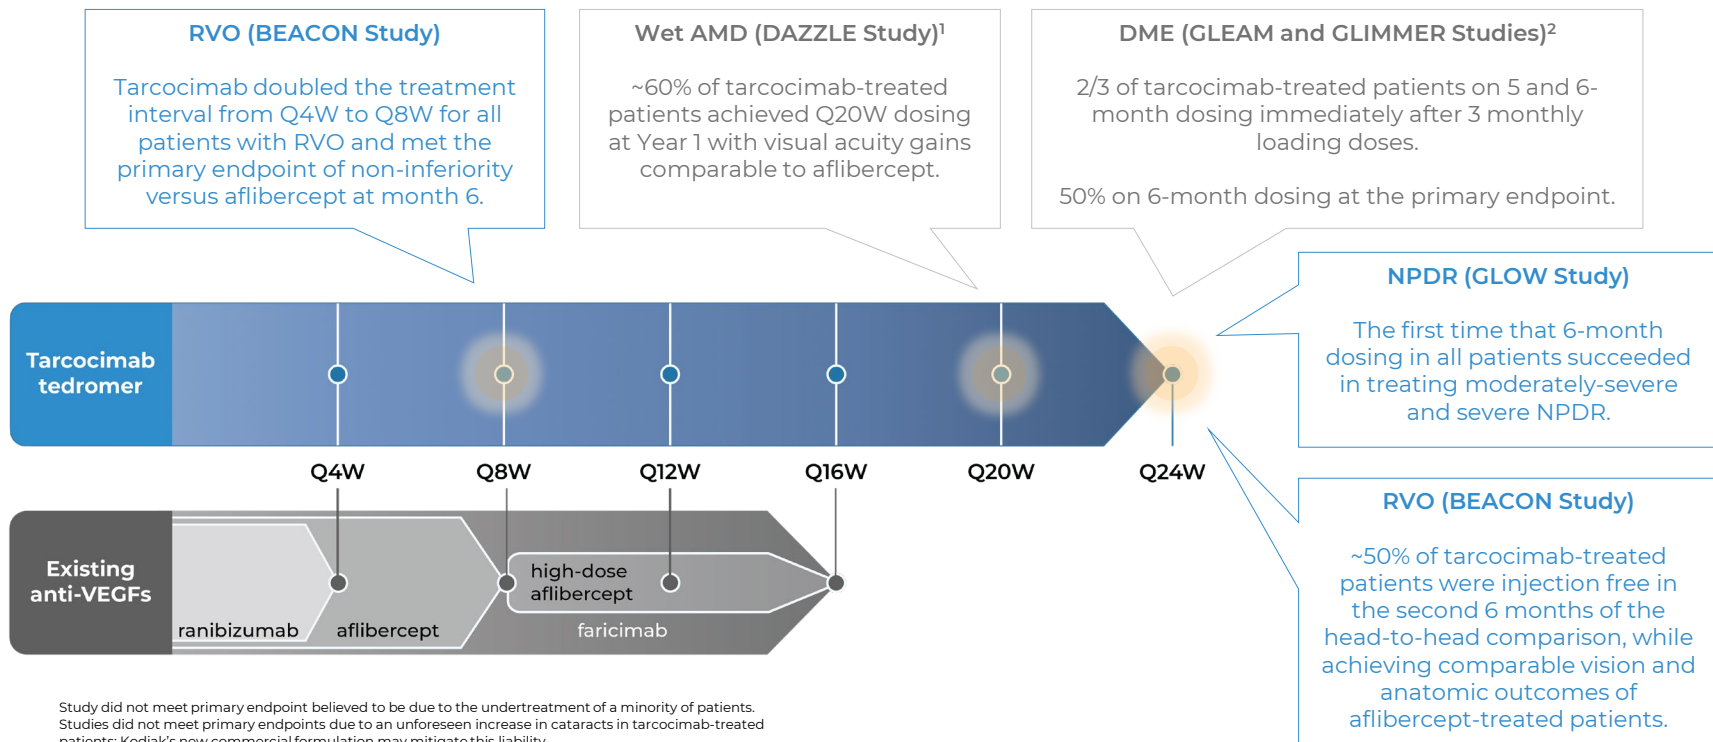 RVO (BEACON Study)
Tarcocimab doubled the treatment
interval from Q4W to Q8W for all
patients with RVO and met the
primary endpoint of non-inferiority
versus aflibercept at month 6.
Wet AMD (DAZZLE Study)¹
~60% of tarcocimab-treated
patients achieved Q20W dosing
at Year 1 with visual acuity gains
comparable to aflibercept.
DME (GLEAM and GLIMMER Studies)²
2/3 of tarcocimab-treated patients on 5 and 6-
month dosing immediately after 3 monthly
loading doses.
50% on 6-month dosing at the primary endpoint.
NPDR (GLOW Study)
The first time that 6-month
dosing in all patients succeeded
in treating moderately-severe
and severe NPDR.
Tarcocimab
tedromer
Q4W
Q8W
Q12W
Q16W
Q20W
Q24W
RVO (BEACON Study)
~50% of tarcocimab-treated
patients were injection free in
the second 6 months of the
head-to-head comparison, while
achieving comparable vision and
anatomic outcomes of
aflibercept-treated patients.
Existing
anti-VEGFs
ranibizumab
aflibercept
high-dose
aflibercept
faricimab
Study did not meet primary endpoint believed to be due to the undertreatment of a minority of patients.
Studies did not meet primary endpoints due to an unforeseen increase in cataracts in tarcocimab-treated
patients; Kodiak's new commercial formulation may mitigate this liability